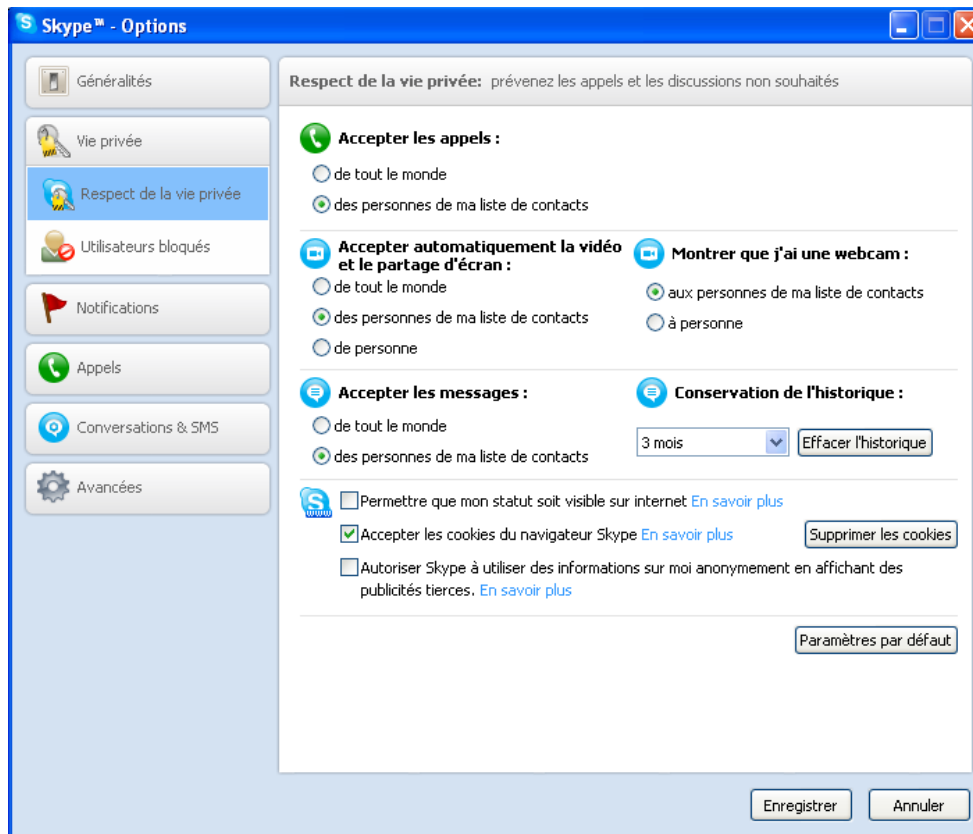 Skype™ - Options
Généralités
Vie privée
Respect de la vie privée
Utilisateurs bloqués
Notifications
Appels
Conversations & SMS
Avancées
Respect de la vie privée: prévenez les appels et les discussions non souhaités
Accepter les appels :
de tout le monde
des personnes de ma liste de contacts
Accepter automatiquement la vidéo
et le partage d'écran :
de tout le monde
des personnes de ma liste de contacts
de personne
Montrer que j'ai une webcam :
aux personnes de ma liste de contacts
à personne
Accepter les messages :
de tout le monde
des personnes de ma liste de contacts
Conservation de l'historique :
3 mois
Effacer l'historique
Permettre que mon statut soit visible sur internet En savoir plus
Accepter les cookies du navigateur Skype En savoir plus
Supprimer les cookies
Autoriser Skype à utiliser des informations sur moi anonymement en affichant des
publicités tierces. En savoir plus
Paramètres par défaut
Enregistrer
Annuler